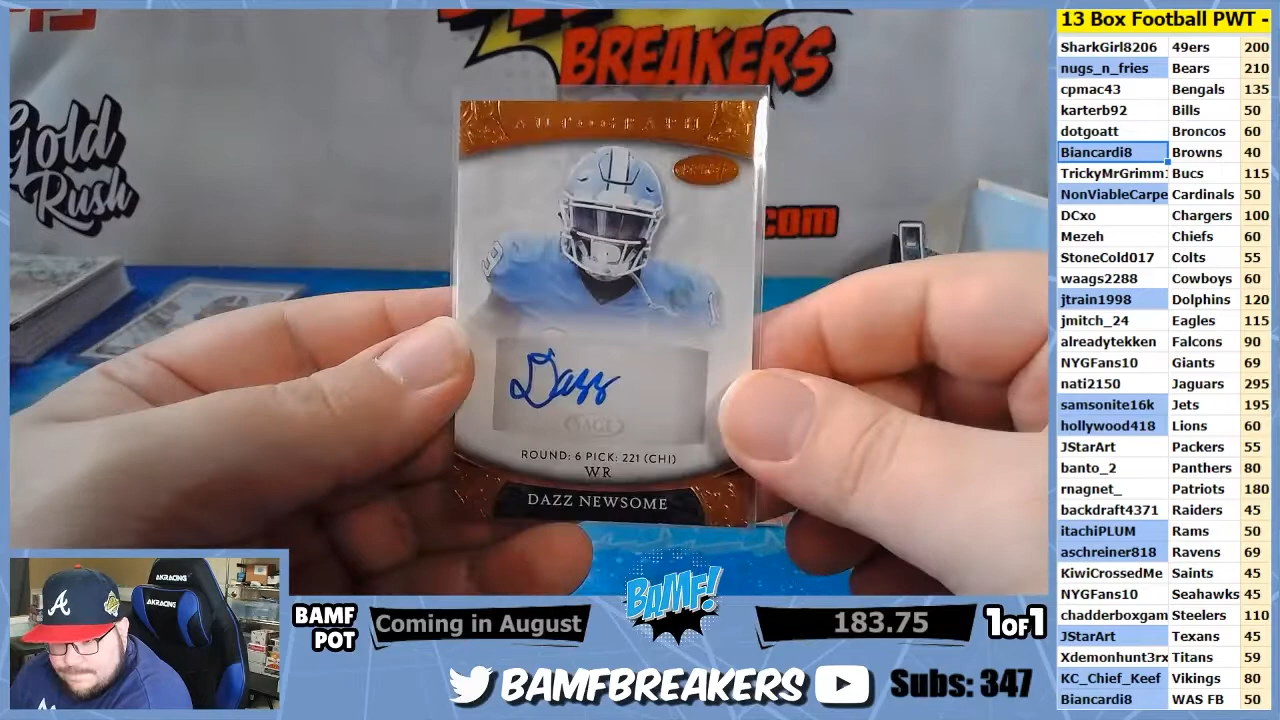 BREAKERS
Gold
Rush
.com
AUTOGRAPH
Dazz
SAGE
ROUND: 6 PICK: 221 (CHI)
WR
DAZZ NEWSOME
AKRACING
AKRACING
A
BAMF
POT
Coming in August
BAMF!
183.75
1OF1
BAMFBREAKERS
Subs: 347
13 Box Football PWT -
SharkGirl8206 49ers 200
nugs_n_fries Bears 210
cpmac43 Bengals 135
karterb92 Bills 50
dotgoatt Broncos 60
Biancardi8 Browns 40
TrickyMrGrimm1 Bucs 115
NonViableCarpe Cardinals 50
DCxo Chargers 100
Mezeh Chiefs 60
StoneCold017 Colts 55
waags2288 Cowboys 60
jtrain1998 Dolphins 120
jmitch_24 Eagles 115
alreadytekken Falcons 90
NYGFans10 Giants 69
nati2150 Jaguars 295
samsonite16k Jets 195
hollywood418 Lions 60
JStarArt Packers 55
banto_2 Panthers 80
rnagnet_ Patriots 180
backdraft4371 Raiders 45
itachiPLUM Rams 50
aschreiner818 Ravens 69
KiwiCrossedMe Saints 45
NYGFans10 Seahawks 45
chadderboxgam Steelers 110
JStarArt Texans 45
Xdemonhunt3rx Titans 59
KC_Chief_Keef Vikings 80
Biancardi8 WAS FB 50